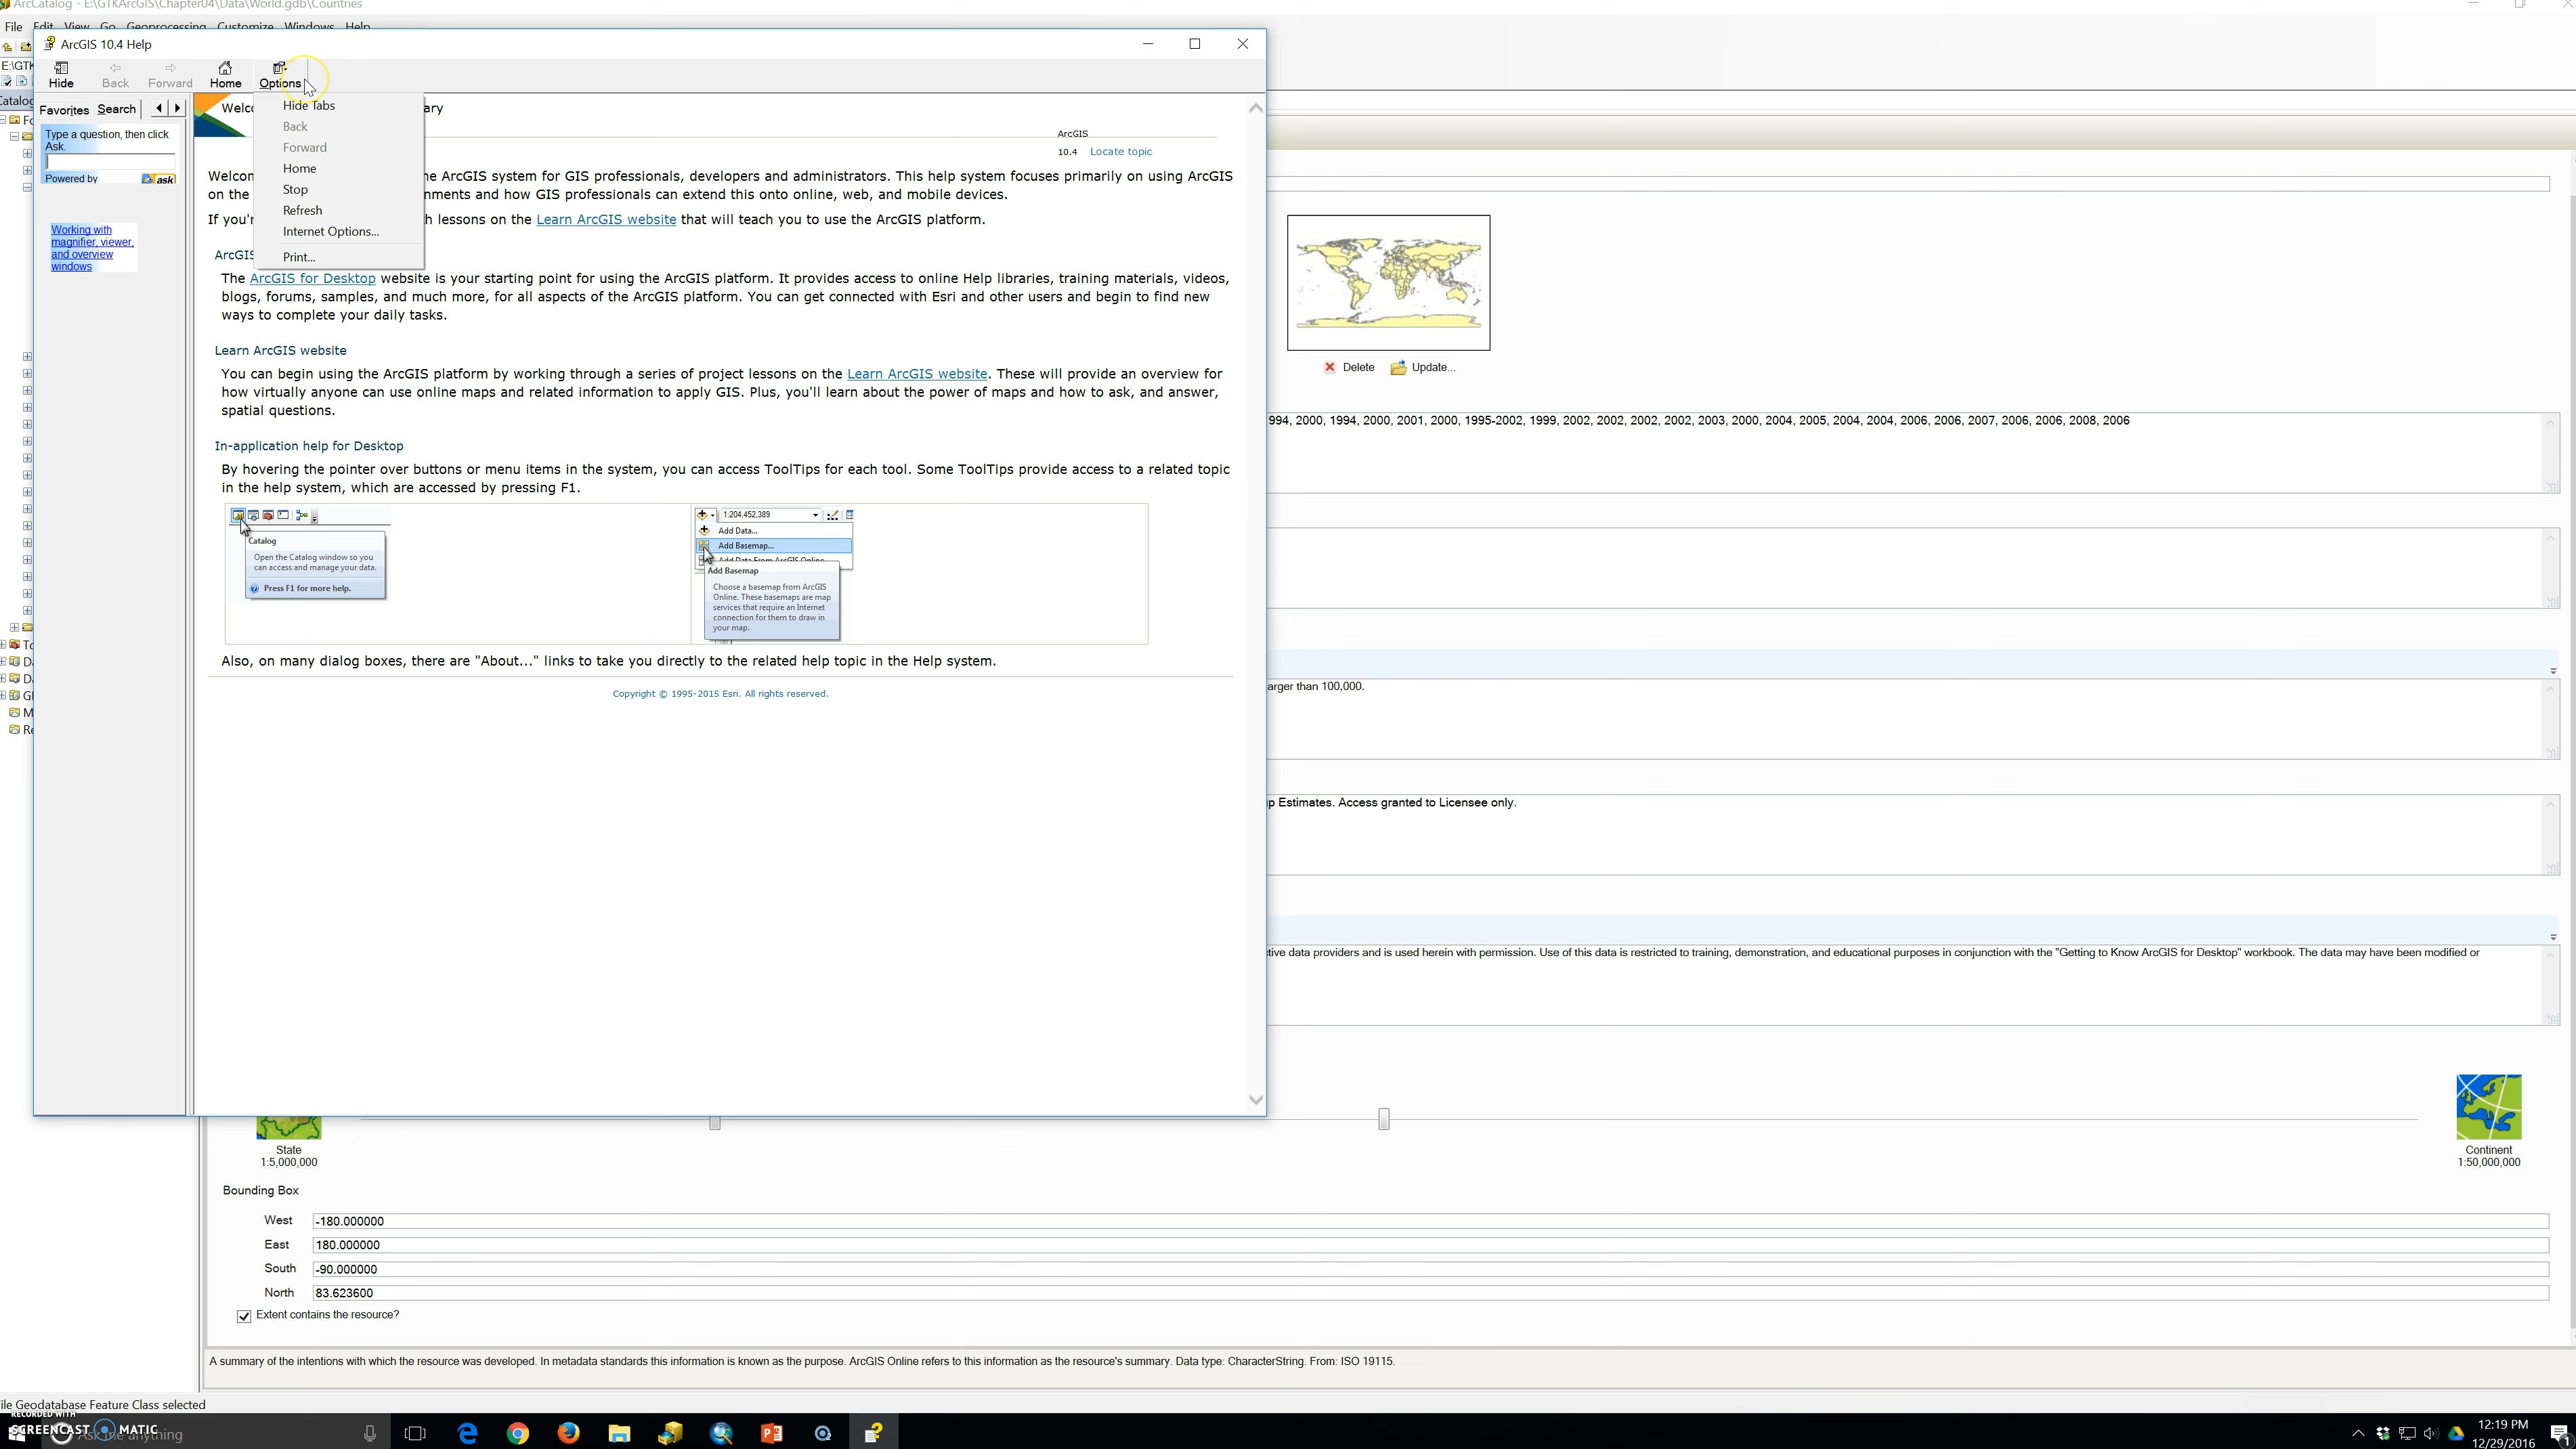 ArcCatalog - E:\GTKArcGIS\Chapter04\Data\World.gdb\Countries
File Edit View Go Geoprocessing Customize Windows Help
ArcGIS 10.4 Help
Hide Back Forward Home Options
Favorites Search
Type a question, then click
Ask.
Powered by ask
Working with
magnifier, viewer,
and overview
windows
Hide Tabs
Back
Forward
Home
Stop
Refresh
Internet Options...
Print...
ArcGIS
10.4 Locate topic
ArcGIS system for GIS professionals, developers and administrators. This help system focuses primarily on using ArcGIS
on the and how GIS professionals can extend this onto online, web, and mobile devices.
lessons on the Learn ArcGIS website that will teach you to use the ArcGIS platform.
The ArcGIS for Desktop website is your starting point for using the ArcGIS platform. It provides access to online Help libraries, training materials, videos,
blogs, forums, samples, and much more, for all aspects of the ArcGIS platform. You can get connected with Esri and other users and begin to find new
ways to complete your daily tasks.
Learn ArcGIS website
You can begin using the ArcGIS platform by working through a series of project lessons on the Learn ArcGIS website. These will provide an overview for
how virtually anyone can use online maps and related information to apply GIS. Plus, you'll learn about the power of maps and how to ask, and answer,
spatial questions.
In-application help for Desktop
By hovering the pointer over buttons or menu items in the system, you can access ToolTips for each tool. Some ToolTips provide access to a related topic
in the help system, which are accessed by pressing F1.
Catalog
Open the Catalog window so you
can access and manage your data.
Press F1 for more help.
1:204,452,389
Add Data...
Add Basemap...
Add Data From ArcGIS Online
Add Basemap
Choose a basemap from ArcGIS
Online. These basemaps are map
services that require an Internet
connection for them to draw in
your map.
Also, on many dialog boxes, there are "About..." links to take you directly to the related help topic in the Help system.
Copyright © 1995-2015 Esri. All rights reserved.
Delete Update...
994, 2000, 1994, 2000, 2001, 2000, 1995-2002, 1999, 2002, 2002, 2002, 2002, 2003, 2000, 2004, 2005, 2004, 2004, 2006, 2006, 2007, 2006, 2006, 2008, 2006
arger than 100,000.
p Estimates. Access granted to Licensee only.
ctive data providers and is used herein with permission. Use of this data is restricted to training, demonstration, and educational purposes in conjunction with the "Getting to Know ArcGIS for Desktop" workbook. The data may have been modified or
State
1:5,000,000
Continent
1:50,000,000
Bounding Box
West -180.000000
East 180.000000
South -90.000000
North 83.623600
Extent contains the resource?
A summary of the intentions with which the resource was developed. In metadata standards this information is known as the purpose. ArcGIS Online refers to this information as the resource's summary. Data type: CharacterString. From: ISO 19115.
ile Geodatabase Feature Class selected
RECORDED WITH
SCREENCAST MATIC
Ask me anything
12:19 PM
12/29/2016